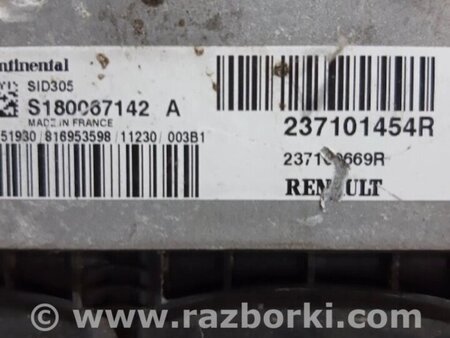 ntinental
SID305
S180067142 A
MADE IN FRANCE
51930/816953598/11230/003B1
237101454R
RENAULT
www.razborki.com